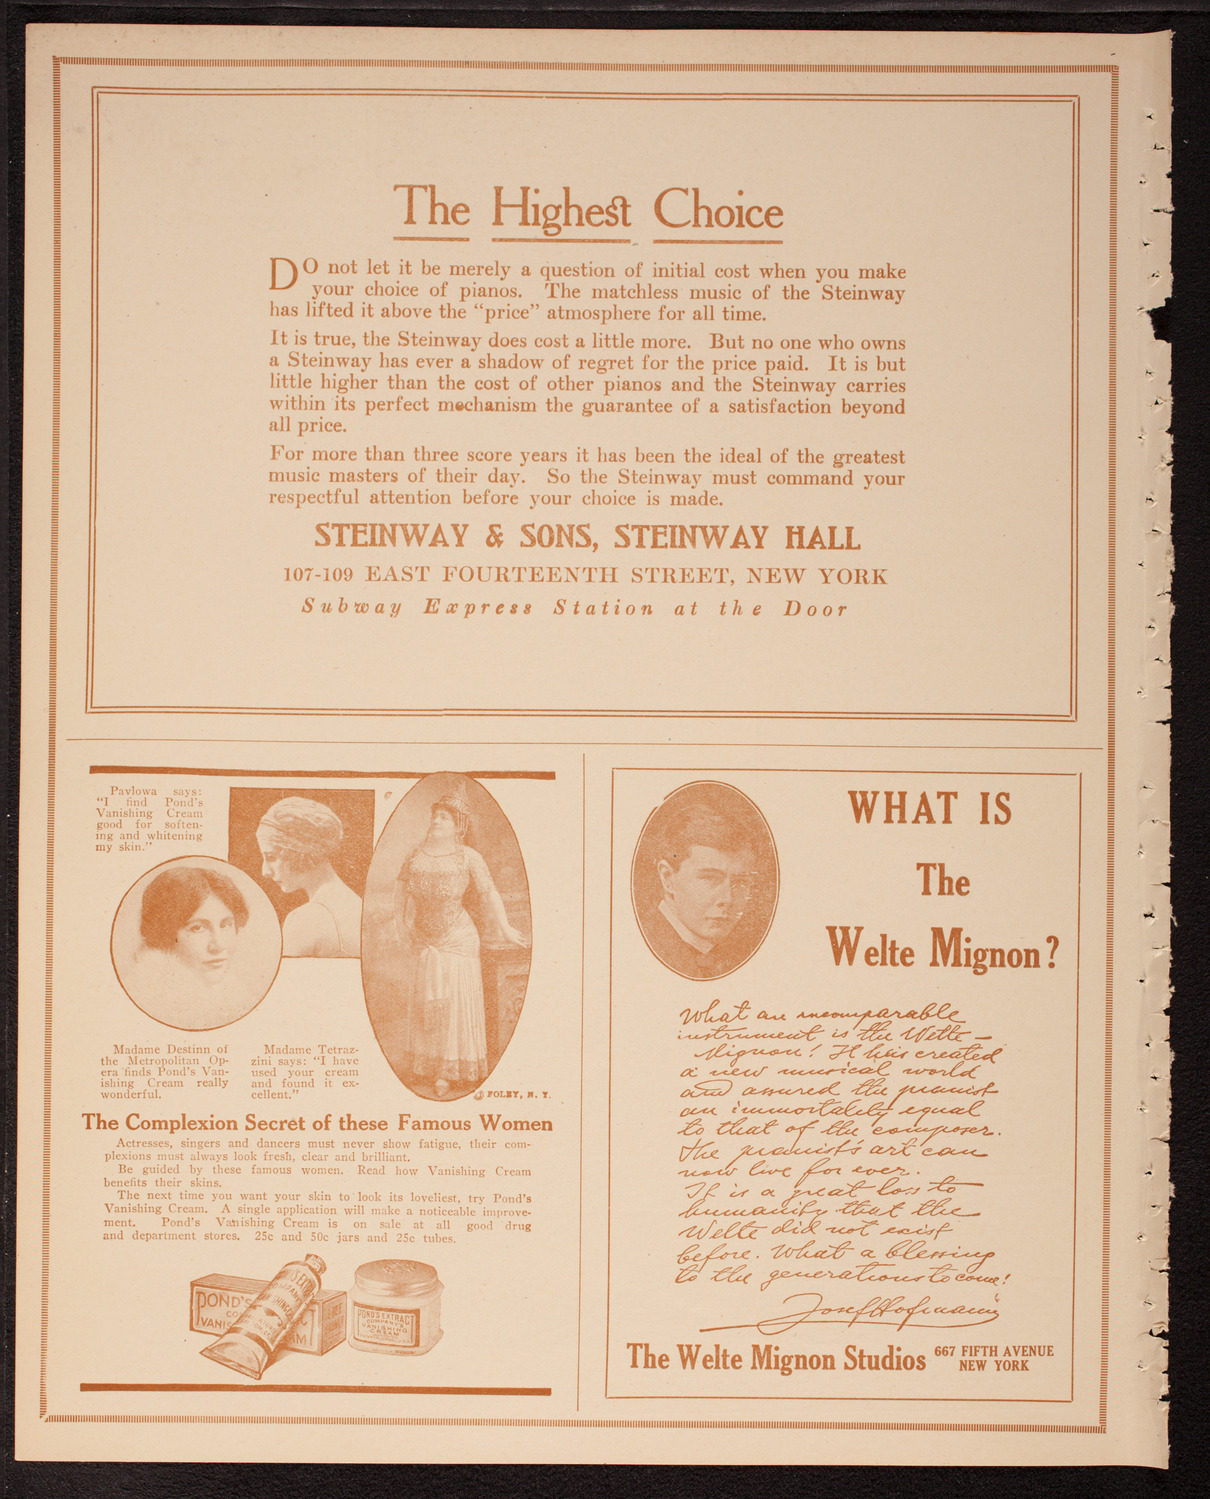 The Highest Choice
DO not let it be merely a question of initial cost when you make
your choice of pianos. The matchless music of the Steinway
has lifted it above the "price" atmosphere for all time.
It is true, the Steinway does cost a little more. But no one who owns
a Steinway has ever a shadow of regret for the price paid. It is but
little higher than the cost of other pianos and the Steinway carries
within its perfect mechanism the guarantee of a satisfaction beyond
all price.
For more than three score years it has been the ideal of the greatest
music masters of their day. So the Steinway must command your
respectful attention before your choice is made.
STEINWAY & SONS, STEINWAY HALL
107-109 EAST FOURTEENTH STREET, NEW YORK
Subway Express Station at the Door
Pavlowa says:
"I find Pond's
Vanishing Cream
good for soften-
ing and whitening
my skin."
Madame Destinn of
the Metropolitan Op-
era finds Pond's Van-
ishing Cream really
wonderful.
Madame Tetraz-
zini says: "I have
used your cream
and found it ex-
cellent."
© FOLEY, N. Y.
The Complexion Secret of these Famous Women
Actresses, singers and dancers must never show fatigue, their com-
plexions must always look fresh, clear and brilliant.
Be guided by these famous women. Read how Vanishing Cream
benefits their skins.
The next time you want your skin to look its loveliest, try Pond's
Vanishing Cream. A single application will make a noticeable improve-
ment. Pond's Vanishing Cream is on sale at all good drug
and department stores. 25c and 50c jars and 25c tubes.
POND'S
VANIS
POND'S EXTRACT
COMPANY'S
VANISHING
CREAM
WHAT IS
The
Welte Mignon?
What an incomparable
instrument is the Welte-
Mignon! It has created
a new musical world
and assured the pianist
an immortality equal
to that of the composer.
The pianist's art can
now live for ever.
It is a great loss to
humanity that the
Welte did not exist
before. What a blessing
to the generations to come!
Josef Hofmann
The Welte Mignon Studios 667 FIFTH AVENUE
NEW YORK